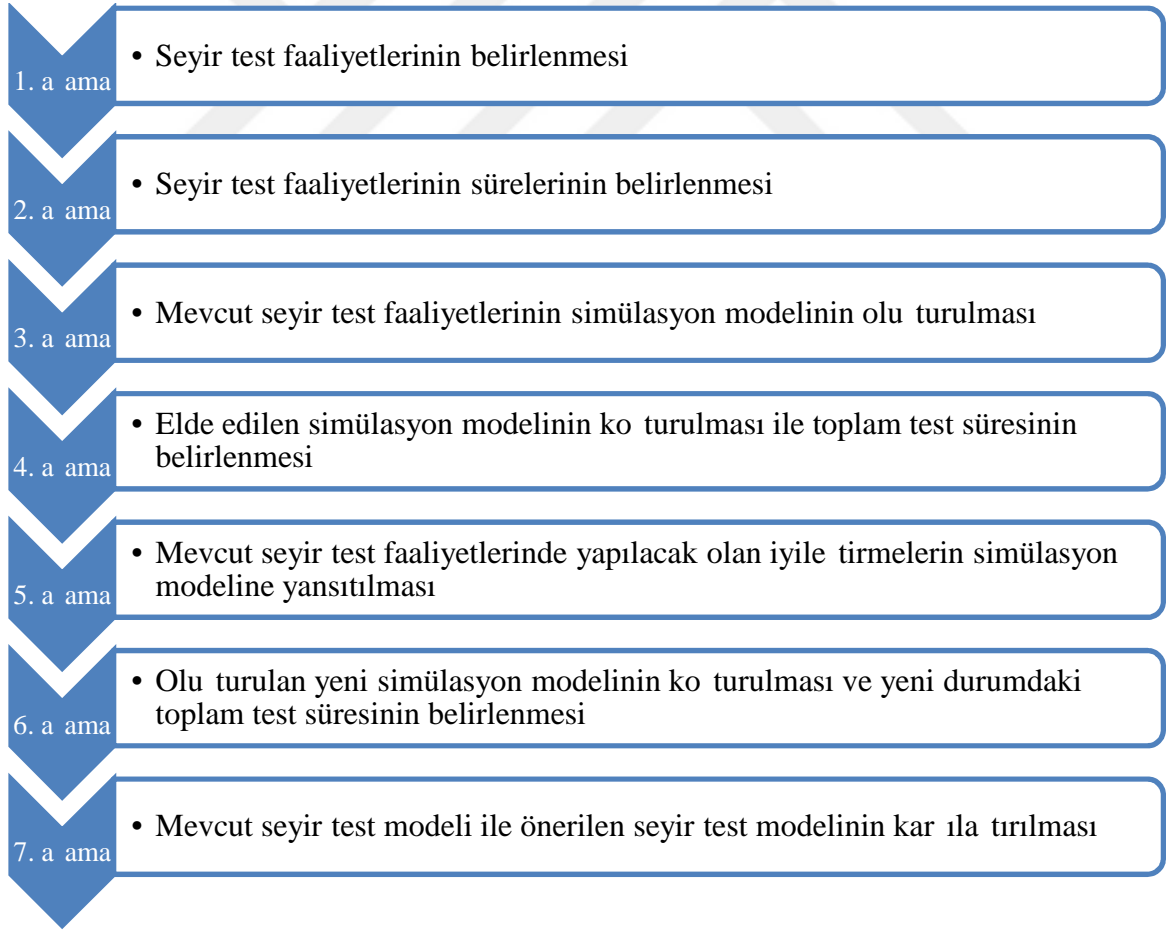 1. a ama
• Seyir test faaliyetlerinin belirlenmesi
2. a ama
• Seyir test faaliyetlerinin sürelerinin belirlenmesi
3. a ama
• Mevcut seyir test faaliyetlerinin simülasyon modelinin olu turulması
4. a ama
• Elde edilen simülasyon modelinin ko turulması ile toplam test süresinin
belirlenmesi
5. a ama
• Mevcut seyir test faaliyetlerinde yapılacak olan iyile tirmelerin simülasyon
modeline yansıtılması
6. a ama
• Olu turulan yeni simülasyon modelinin ko turulması ve yeni durumdaki
toplam test süresinin belirlenmesi
7. a ama
• Mevcut seyir test modeli ile önerilen seyir test modelinin kar ıla tırılması